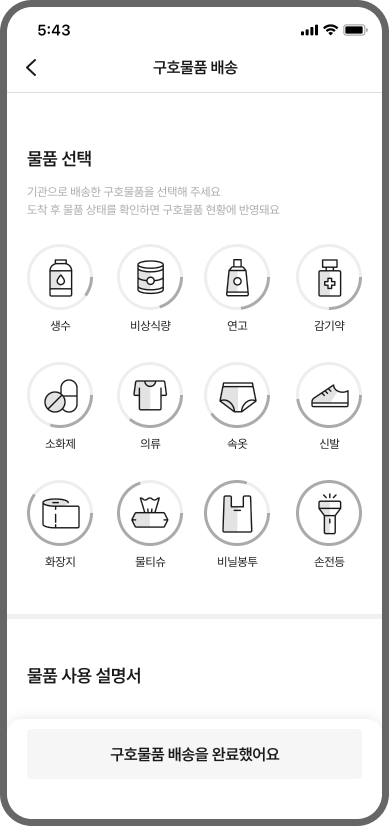 5:43
구호물품 배송
물품 선택
기관으로 배송한 구호물품을 선택해 주세요
도착 후 물품 상태를 확인하면 구호물품 현황에 반영돼요
생수 비상식량 연고 감기약
소화제 의류 속옷 신발
화장지 물티슈 비닐봉투 손전등
물품 사용 설명서
구호물품 배송을 완료했어요